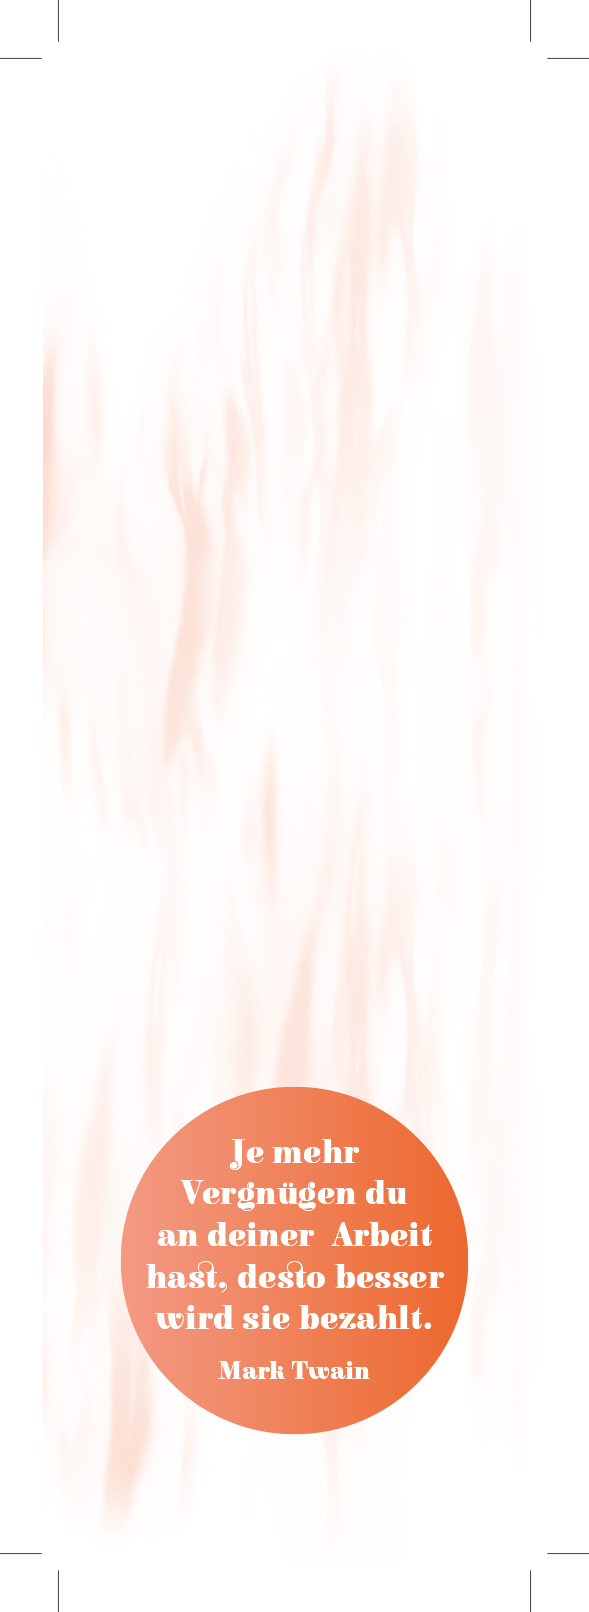 Je mehr
Vergnügen du
an deiner Arbeit
hast, desto besser
wird sie bezahlt.
Mark Twain